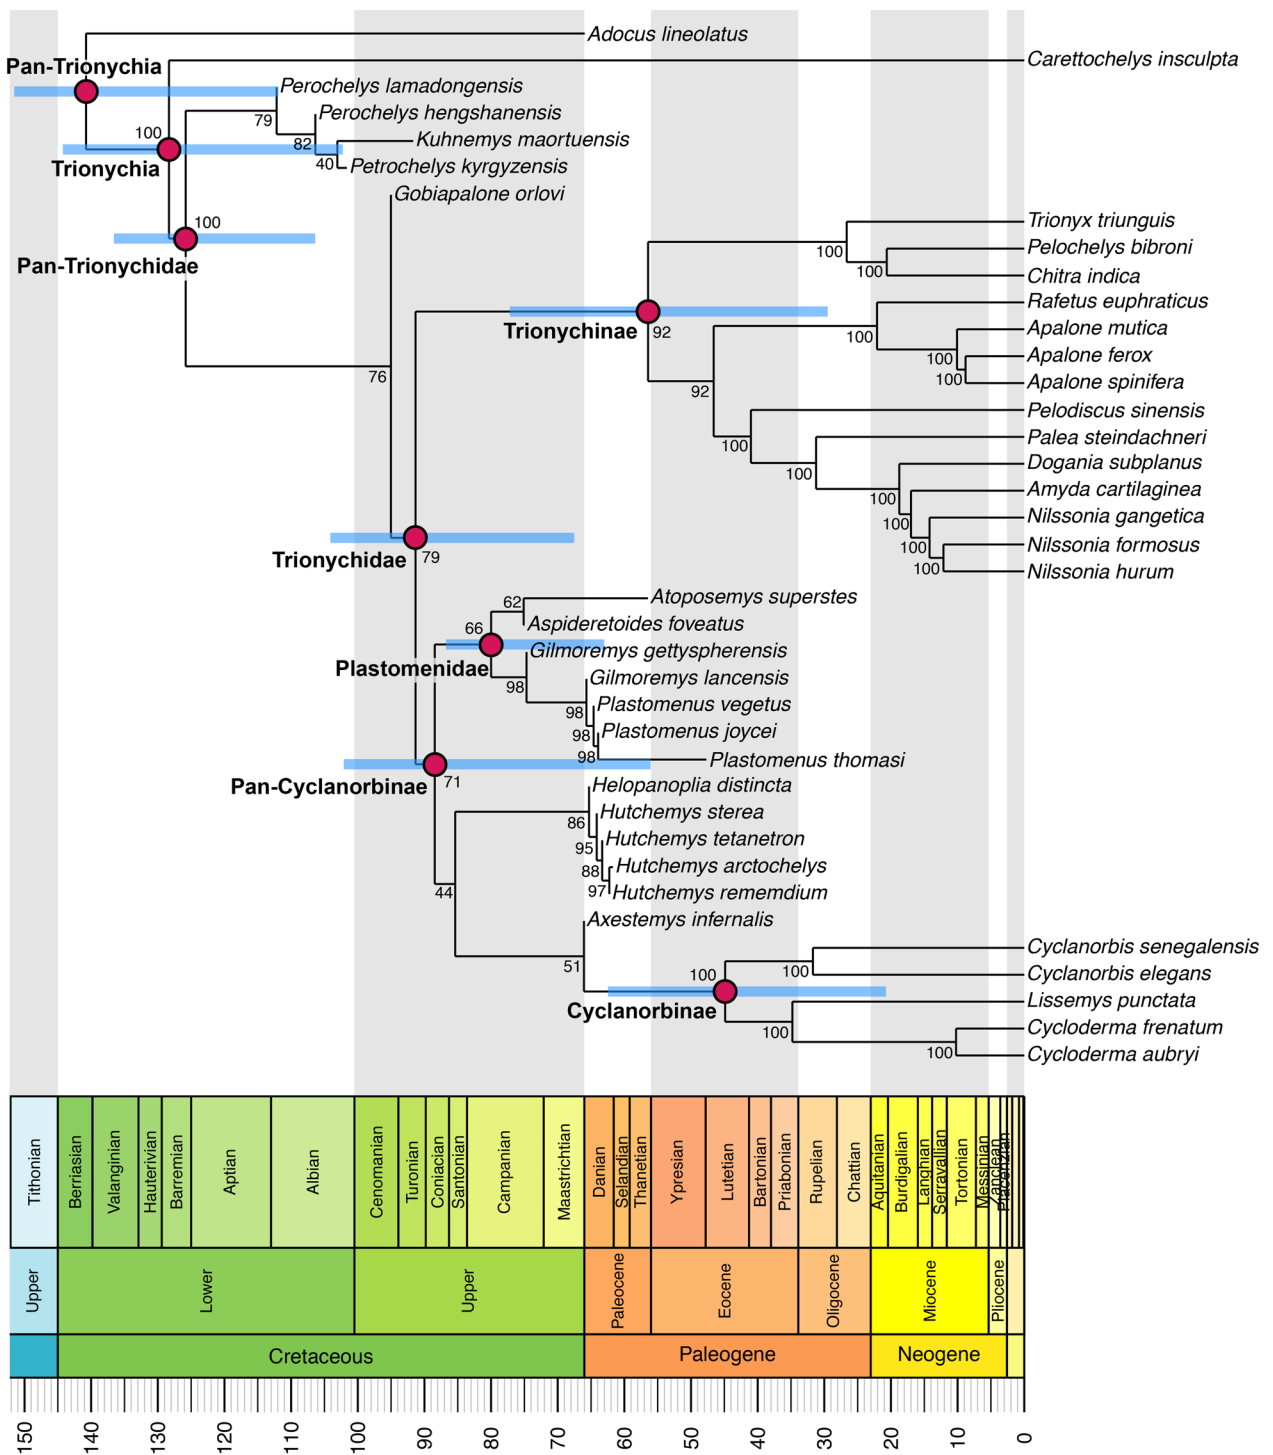 Adocus lineolatus
Carettochelys insculpta
Pan-Trionychia
Perochelys lamadongensis
79
Perochelys hengshanensis
100
82
Kuhnemys maortuensis
Trionychia
40
Petrochelys kyrgyzensis
Gobiapalone orlovi
100
Pan-Trionychidae
Trionyx triunguis
100
Pelochelys bibroni
100
Chitra indica
Rafetus euphraticus
Trionychinae
92
100
Apalone mutica
100
Apalone ferox
76
100
Apalone spinifera
92
Pelodiscus sinensis
100
Palea steindachneri
100
Dogania subplanus
100
Amyda cartilaginea
100
Nilssonia gangetica
100
Nilssonia formosus
100
Nilssonia hurum
Trionychidae
79
62
Atoposemys superstes
66
Aspideretoides foveatus
Gilmoremys gettyspherensis
Plastomenidae
98
Gilmoremys lancensis
98
Plastomenus vegetus
98
Plastomenus joycei
98
Plastomenus thomasi
Pan-Cyclanorbinae
71
Helopanoplia distincta
86
Hutchemys sterea
95
Hutchemys tetanetron
88
Hutchemys arctochelys
44
97
Hutchemys rememdium
Axestemys infernalis
51
Cyclanorbis senegalensis
100
100
Cyclanorbis elegans
Cyclanorbinae
Lissemys punctata
100
Cycloderma frenatum
100
Cycloderma aubryi
Tithonian
Berriasian
Valanginian
Hauterivian
Barremian
Aptian
Albian
Cenomanian
Turonian
Coniacian
Santonian
Campanian
Maastrichtian
Danian
Selandian
Thanetian
Ypresian
Lutetian
Bartonian
Priabonian
Rupelian
Chattian
Aquitanian
Burdigalian
Langhian
Serravallian
Tortonian
Messinian
Zanclean
Piacenzian
Upper
Lower
Upper
Paleocene
Eocene
Oligocene
Miocene
Pliocene
Cretaceous
Paleogene
Neogene
150
140
130
120
110
100
90
80
70
60
50
40
30
20
10
0